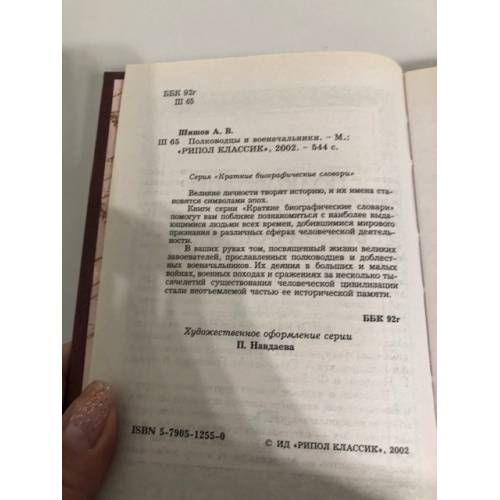 ББК 92г
Ш 65
Шишов А. В.
Ш 65 Полководцы и военачальники. – М.:
«РИПОЛ КЛАССИК», 2002. – 544 с.
Серия «Краткие биографические словари»
Великие личности творят историю, и их имена ста-
новятся символами эпох.
Книги серии «Краткие биографические словари»
помогут вам поближе познакомиться с наиболее выда-
ющимися людьми всех времен, добившимися мирового
признания в различных сферах человеческой деятель-
ности.
В ваших руках том, посвященный жизни великих
завоевателей, прославленных полководцев и доблест-
ных военачальников. Их деяния в больших и малых
войнах, военных походах и сражениях за несколько ты-
сячелетий существования человеческой цивилизации
стали неотъемлемой частью ее исторической памяти.
ББК 92г
Художественное оформление серии
П. Навдаева
ISBN 5-7905-1255-0
© ИД «РИПОЛ КЛАССИК», 2002